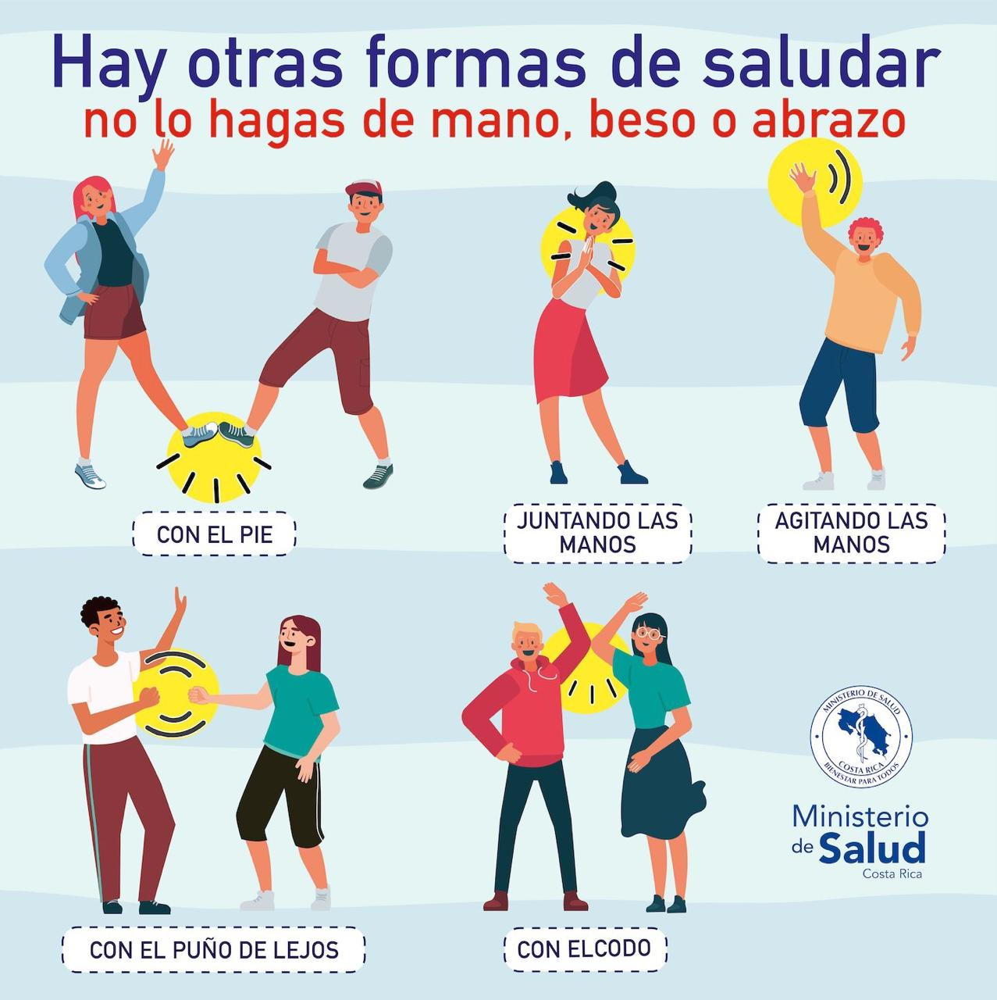 Hay otras formas de saludar
no lo hagas de mano, beso o abrazo
CON EL PIE
JUNTANDO LAS
MANOS
AGITANDO LAS
MANOS
CON EL PUÑO DE LEJOS
CON ELCODO
MINISTERIO DE SALUD
COSTA RICA
BIENESTAR PARA TODOS
Ministerio
de Salud
Costa Rica